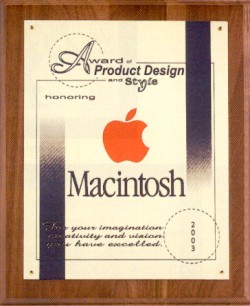 Award of
Product Design
and Style
honoring
Macintosh
For your imagination
creativity and vision
you have excelled.
2003